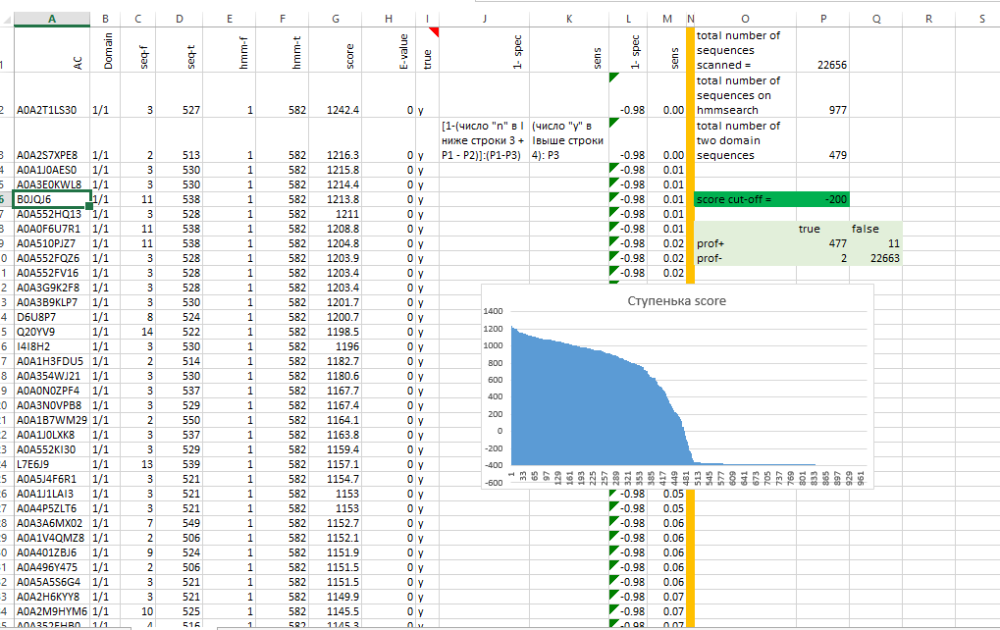 A B C D E F G H I J K L M N O P Q R S
AC Domain seq-f seq-t hmm-f hmm-t score E-value true 1- spec sens 1- spec sens total number of sequences scanned = 22656
A0A2T1LS30 1/1 3 527 1 582 1242.4 0 y -0.98 0.00 total number of sequences on hmmsearch 977
A0A2S7XPE8 1/1 2 513 1 582 1216.3 0 y [1-(число "n" в I ниже строки 3 + P1 - P2)]:(P1-P3) (число "y" в Iвыше строки 4): P3 -0.98 0.00 total number of two domain sequences 479
A0A1J0AES0 1/1 3 530 1 582 1215.8 0 y -0.98 0.01
A0A3E0KWL8 1/1 3 530 1 582 1214.4 0 y -0.98 0.01
B0JQJ6 1/1 11 538 1 582 1213.8 0 y -0.98 0.01 score cut-off = -200
A0A552HQ13 1/1 3 528 1 582 1211 0 y -0.98 0.01
A0A0F6U7R1 1/1 11 538 1 582 1208.8 0 y -0.98 0.01 true false
A0A510PJZ7 1/1 11 538 1 582 1204.8 0 y -0.98 0.02 prof+ 477 11
A0A552FQZ6 1/1 3 528 1 582 1203.9 0 y -0.98 0.02 prof- 2 22663
A0A552FV16 1/1 3 528 1 582 1203.4 0 y -0.98 0.02
A0A3G9K2F8 1/1 3 528 1 582 1203.4 0 y
A0A3B9KLP7 1/1 3 530 1 582 1201.7 0 y
D6U8P7 1/1 8 524 1 582 1200.7 0 y
Q20YV9 1/1 14 522 1 582 1198.5 0 y
I4I8H2 1/1 3 530 1 582 1196 0 y
A0A1H3FDU5 1/1 2 514 1 582 1182.7 0 y
A0A354WJ21 1/1 3 530 1 582 1180.6 0 y
A0A0N0ZPF4 1/1 3 537 1 582 1167.7 0 y
A0A3N0VPB8 1/1 3 529 1 582 1167.4 0 y
A0A1B7WM29 1/1 2 550 1 582 1164.1 0 y
A0A1J0LXK8 1/1 3 537 1 582 1163.8 0 y
A0A552KI30 1/1 3 529 1 582 1159.4 0 y
L7E6J9 1/1 13 539 1 582 1157.1 0 y
A0A5J4F6R1 1/1 3 521 1 582 1154.7 0 y
A0A1J1LAI3 1/1 3 521 1 582 1153 0 y -0.98 0.05
A0A4P5ZLT6 1/1 3 521 1 582 1153 0 y -0.98 0.05
A0A3A6MX02 1/1 7 549 1 582 1152.7 0 y -0.98 0.06
A0A1V4QMZ8 1/1 2 506 1 582 1152.1 0 y -0.98 0.06
A0A401ZBJ6 1/1 9 524 1 582 1151.9 0 y -0.98 0.06
A0A496Y475 1/1 2 506 1 582 1151.5 0 y -0.98 0.06
A0A5A5S6G4 1/1 3 521 1 582 1151.5 0 y -0.98 0.06
A0A2H6KYY8 1/1 3 521 1 582 1149.9 0 y -0.98 0.07
A0A2M9HYM6 1/1 10 525 1 582 1145.5 0 y -0.98 0.07
A0A352FHB0 1/1 4 516 1 582 1145.3 0 y -0.98 0.07
Ступенька score
1400
1200
1000
800
600
400
200
0
-200
-400
-600
1 33 65 97 129 161 193 225 257 289 321 353 385 417 449 481 513 545 577 609 641 673 705 737 769 801 833 865 897 929 961